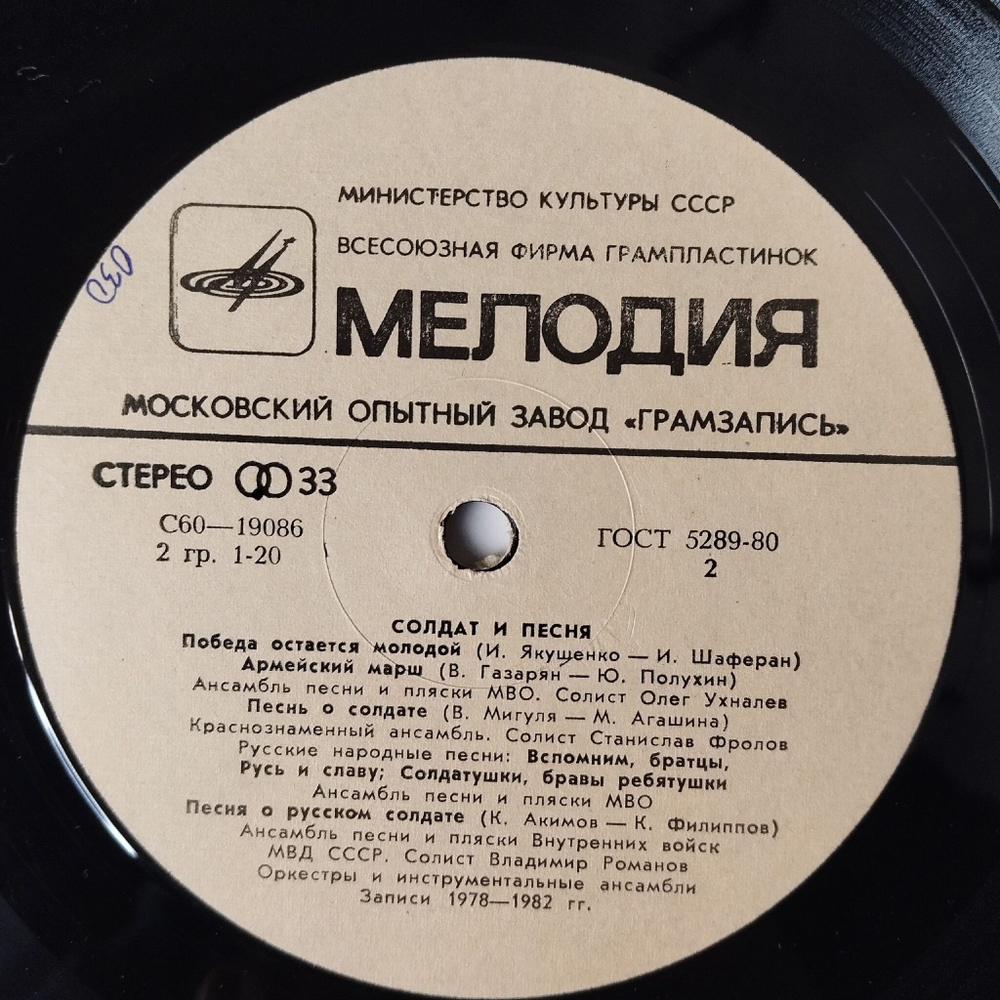 МИНИСТЕРСТВО КУЛЬТУРЫ СССР
ВСЕСОЮЗНАЯ ФИРМА ГРАМПЛАСТИНОК
МЕЛОДИЯ
МОСКОВСКИЙ ОПЫТНЫЙ ЗАВОД «ГРАМЗАПИСЬ»
СТЕРЕО 33
С60—19086
2 гр. 1-20
ГОСТ 5289-80
2
СОЛДАТ И ПЕСНЯ
Победа остается молодой (И. Якушенко — И. Шаферан)
Армейский марш (В. Газарян — Ю. Полухин)
Ансамбль песни и пляски МВО. Солист Олег Ухналев
Песнь о солдате (В. Мигуля — М. Агашина)
Краснознаменный ансамбль. Солист Станислав Фролов
Русские народные песни: Вспомним, братцы,
Русь и славу; Солдатушки, бравы ребятушки
Ансамбль песни и пляски МВО
Песня о русском солдате (К. Акимов — К. Филиппов)
Ансамбль песни и пляски Внутренних войск
МВД СССР. Солист Владимир Романов
Оркестры и инструментальные ансамбли
Записи 1978—1982 гг.